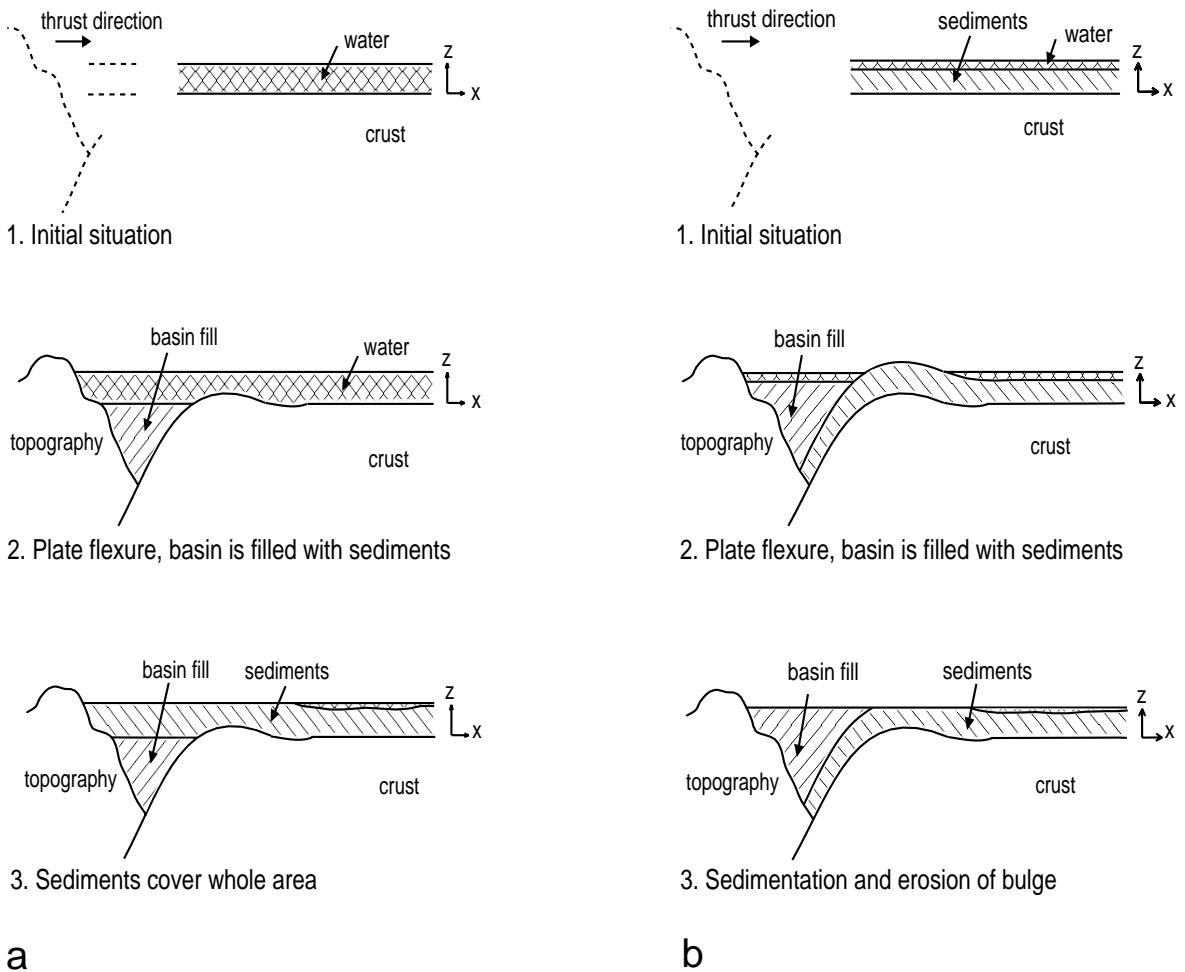 thrust direction
water
z
x
crust
1. Initial situation
basin fill
water
z
x
topography
crust
2. Plate flexure, basin is filled with sediments
basin fill
sediments
z
x
topography
crust
3. Sediments cover whole area
a
thrust direction
sediments
water
z
x
crust
1. Initial situation
basin fill
z
x
topography
crust
2. Plate flexure, basin is filled with sediments
basin fill
sediments
z
x
topography
crust
3. Sedimentation and erosion of bulge
b